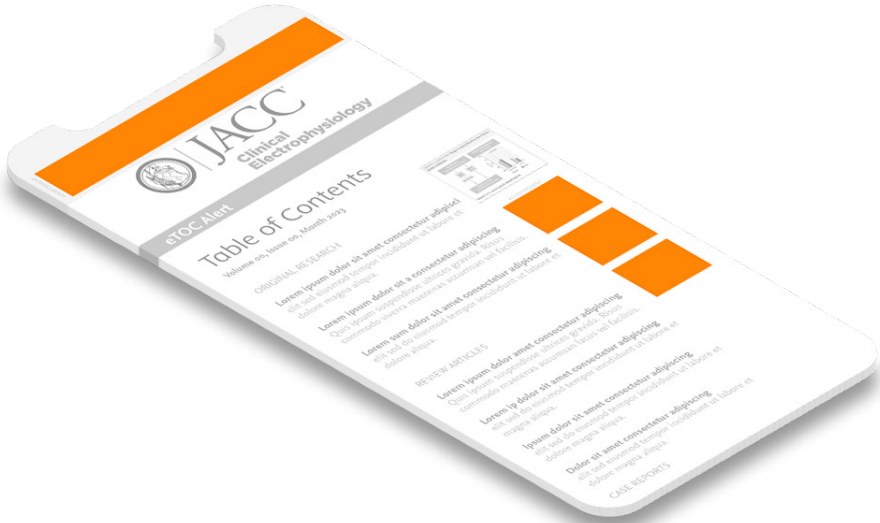 JACC
Clinical
Electrophysiology
eTOC Alert
Table of Contents
Volume 00, Issue 00, Month 2023
ORIGINAL RESEARCH
Lorem ipsum dolor sit amet consectetur adipisci
elit sed eiusmod tempor incididunt ut labore et
dolore magna aliqua.
Lorem ipsum dolor sit a consectetur adipiscing
Quis ipsum suspendisse ultrices gravida. Risus
commodo viverra maecenas accumsan vel facilisis.
Lorem sum dolor sit amet consectetur adipiscing
elit sed do eiusmod tempor incididunt ut labore et
dolore aliqua.
REVIEW ARTICLES
Lorem ipsum dolor amet consectetur adipiscing
Quis ipsum suspendisse ultrices gravida. Risus
commodo maecenas accumsan lacus vel facilisis.
Lorem ip dolor sit amet consectetur adipiscing
elit sed do eiusmod tempor incididunt ut labore et
magna aliqua.
Ipsum dolor sit amet consectetur adipiscing
elit sed do eiusmod tempor incididunt ut labore et
dolore magna aliqua.
Dolor sit amet consectetur adipiscing
elit sed eiusmod tempor incididunt ut labore et
dolore magna aliqua.
CASE REPORTS